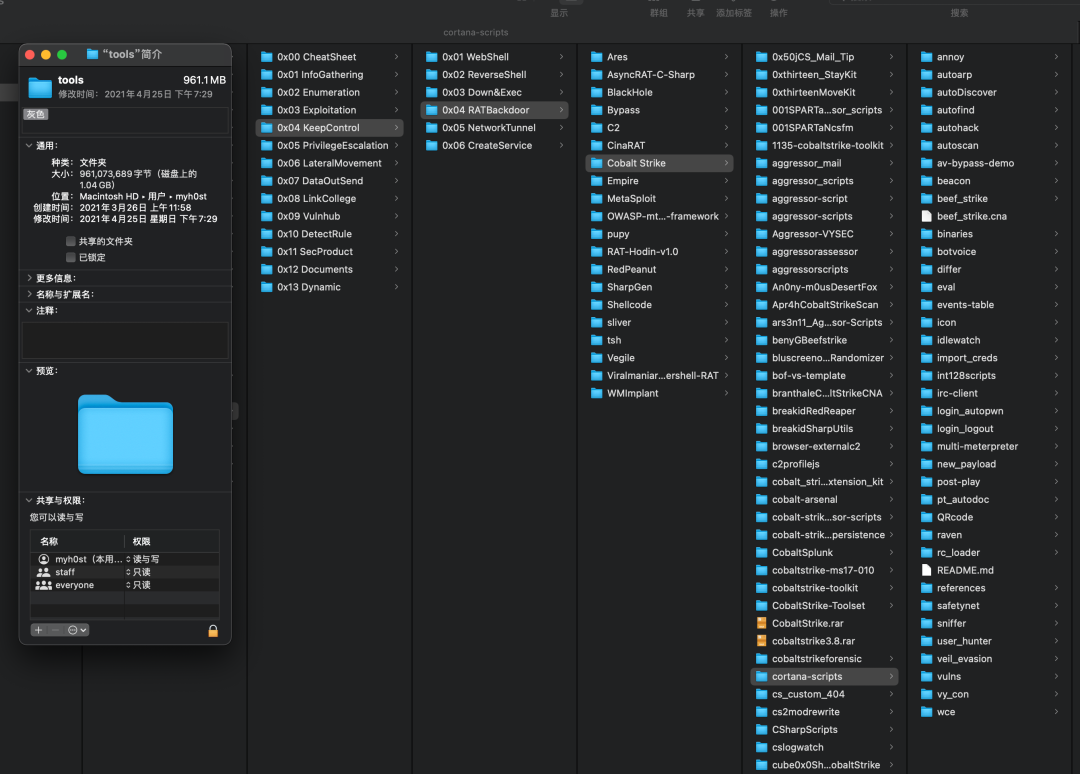 显示
群组
共享
添加标签
操作
搜索
cortana-scripts
“tools”简介
tools
961.1 MB
修改时间：2021年4月25日 下午7:29
灰色
通用：
种类：文件夹
大小：961,073,689字节（磁盘上的
1.04 GB）
位置：Macintosh HD • 用户 • myh0st
创建时间：2021年3月26日 上午11:58
修改时间：2021年4月25日 星期日 下午7:29
共享的文件夹
已锁定
更多信息：
名称与扩展名：
注释：
预览：
共享与权限：
您可以读与写
名称
权限
myh0st（本用...
读与写
staff
只读
everyone
只读
0x00 CheatSheet
0x01 InfoGathering
0x02 Enumeration
0x03 Exploitation
0x04 KeepControl
0x05 PrivilegeEscalation
0x06 LateralMovement
0x07 DataOutSend
0x08 LinkCollege
0x09 Vulnhub
0x10 DetectRule
0x11 SecProduct
0x12 Documents
0x13 Dynamic
0x01 WebShell
0x02 ReverseShell
0x03 Down&Exec
0x04 RATBackdoor
0x05 NetworkTunnel
0x06 CreateService
Ares
AsyncRAT-C-Sharp
BlackHole
Bypass
C2
CinaRAT
Cobalt Strike
Empire
MetaSploit
OWASP-mt...-framework
pupy
RAT-Hodin-v1.0
RedPeanut
SharpGen
Shellcode
sliver
tsh
Vegile
Viralmaniar...ershell-RAT
WMImplant
0x50jCS_Mail_Tip
0xthirteen_StayKit
0xthirteenMoveKit
001SPARTa...sor_scripts
001SPARTaNcsfm
1135-cobaltstrike-toolkit
aggressor_mail
aggressor_scripts
aggressor-script
aggressor-scripts
Aggressor-VYSEC
aggressorassessor
aggressorscripts
An0ny-m0usDesertFox
Apr4hCobaltStrikeScan
ars3n11_Ag...sor-Scripts
benyGBeefstrike
bluscreeno...Randomizer
bof-vs-template
branthaleC...ltStrikeCNA
breakidRedReaper
breakidSharpUtils
browser-externalc2
c2profilejs
cobalt_stri...xtension_kit
cobalt-arsenal
cobalt-strik...sor-scripts
cobalt-strik...persistence
CobaltSplunk
cobaltstrike-ms17-010
cobaltstrike-toolkit
CobaltStrike-Toolset
CobaltStrike.rar
cobaltstrike3.8.rar
cobaltstrikeforensic
cortana-scripts
cs_custom_404
cs2modrewrite
CSharpScripts
cslogwatch
cube0x0Sh...obaltStrike
annoy
autoarp
autoDiscover
autofind
autohack
autoscan
av-bypass-demo
beacon
beef_strike
beef_strike.cna
binaries
botvoice
differ
eval
events-table
icon
idlewatch
import_creds
int128scripts
irc-client
login_autopwn
login_logout
multi-meterpreter
new_payload
post-play
pt_autodoc
QRcode
raven
rc_loader
README.md
references
safetynet
sniffer
user_hunter
veil_evasion
vulns
vy_con
wce